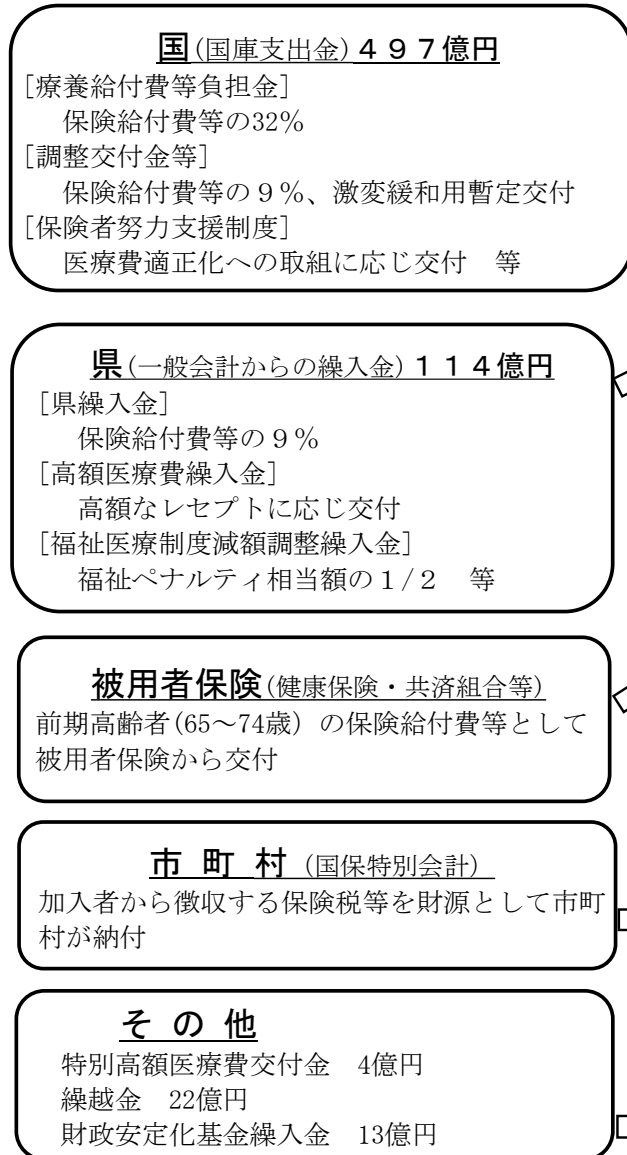 国(国庫支出金)４９７億円
［療養給付費等負担金］
保険給付費等の32％
［調整交付金等］
保険給付費等の９％、激変緩和用暫定交付
［保険者努力支援制度］
医療費適正化への取組に応じ交付　等
県(一般会計からの繰入金)１１４億円
［県繰入金］
保険給付費等の９％
［高額医療費繰入金］
高額なレセプトに応じ交付
［福祉医療制度減額調整繰入金］
福祉ペナルティ相当額の１/２　等
被用者保険(健康保険・共済組合等)
前期高齢者(65～74歳）の保険給付費等として
被用者保険から交付
市 町 村（国保特別会計）
加入者から徴収する保険税等を財源として市町
村が納付
そ の 他
特別高額医療費交付金　4億円
繰越金　22億円
財政安定化基金繰入金　13億円